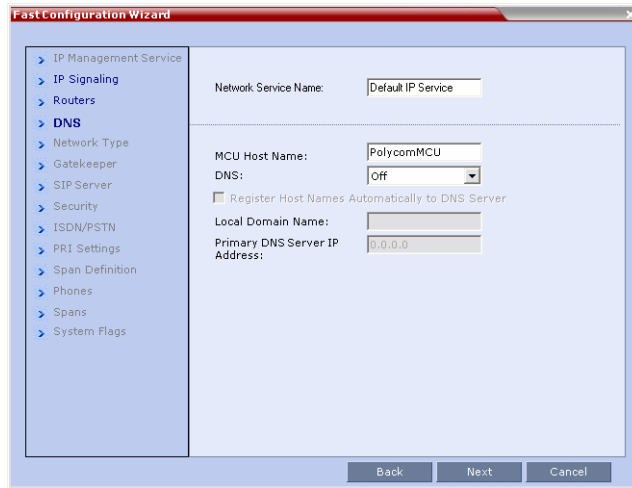 Fast Configuration Wizard
IP Management Service
IP Signaling
Routers
DNS
Network Type
Gatekeeper
SIP Server
Security
ISDN/PSTN
PRI Settings
Span Definition
Phones
Spans
System Flags
Network Service Name: Default IP Service
MCU Host Name: PolycomMCU
DNS: Off
Register Host Names Automatically to DNS Server
Local Domain Name:
Primary DNS Server IP 0.0.0.0
Address:
Back Next Cancel